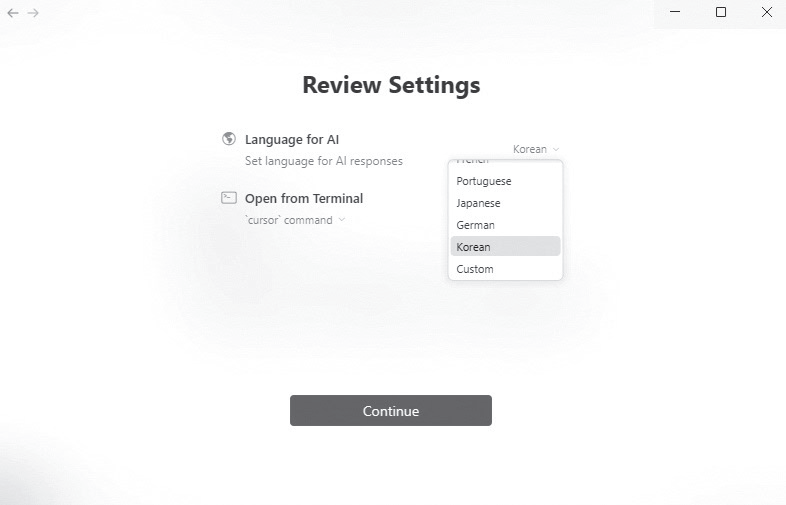 Review Settings
Language for AI
Set language for AI responses
Korean
French
Portuguese
Japanese
German
Korean
Custom
Open from Terminal
`cursor` command
Continue